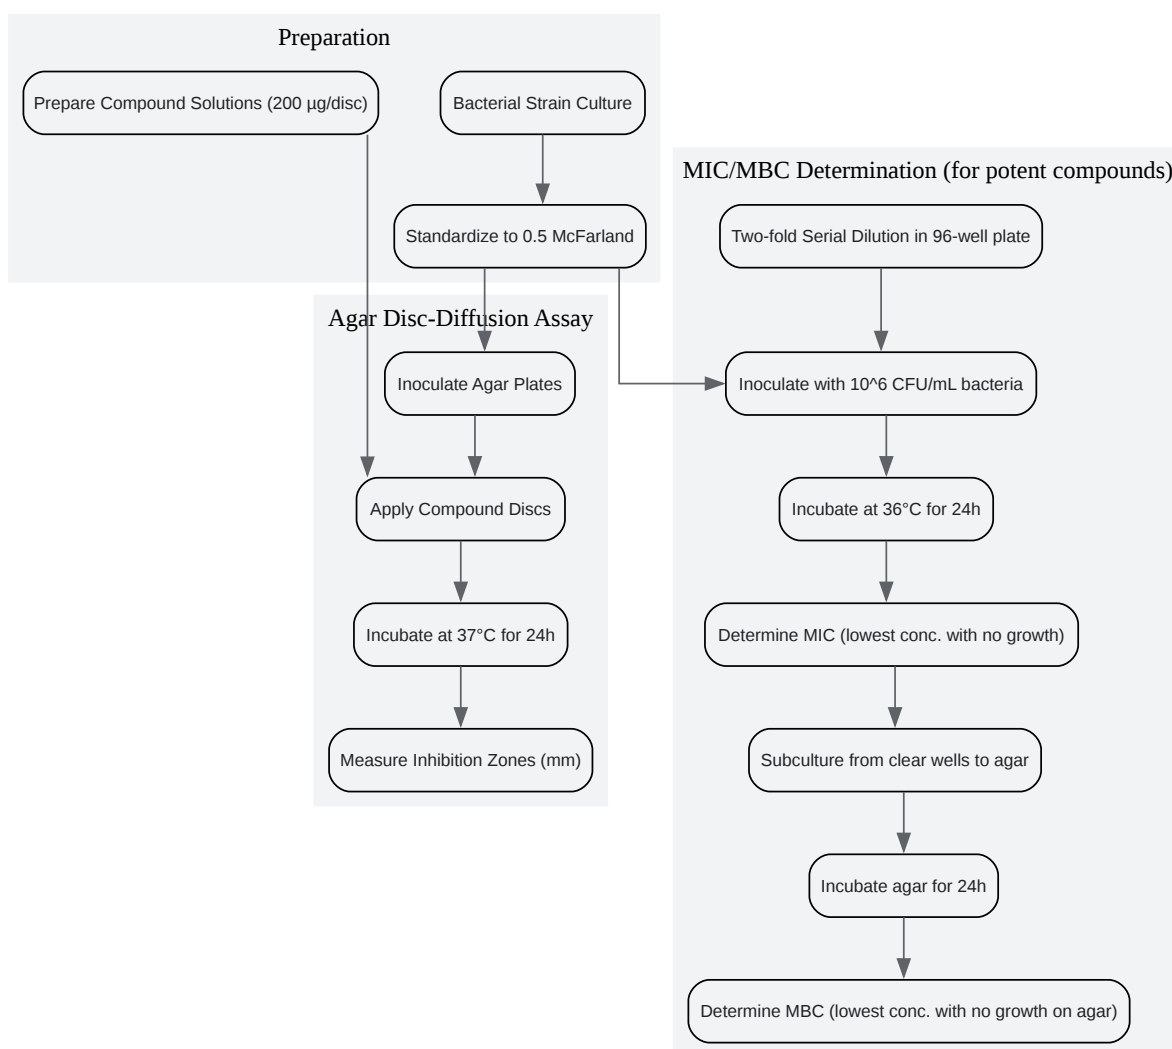 Preparation
Prepare Compound Solutions (200 µg/disc)
Bacterial Strain Culture
Standardize to 0.5 McFarland
Agar Disc-Diffusion Assay
Inoculate Agar Plates
Apply Compound Discs
Incubate at 37°C for 24h
Measure Inhibition Zones (mm)
MIC/MBC Determination (for potent compounds)
Two-fold Serial Dilution in 96-well plate
Inoculate with 10^6 CFU/mL bacteria
Incubate at 36°C for 24h
Determine MIC (lowest conc. with no growth)
Subculture from clear wells to agar
Incubate agar for 24h
Determine MBC (lowest conc. with no growth on agar)